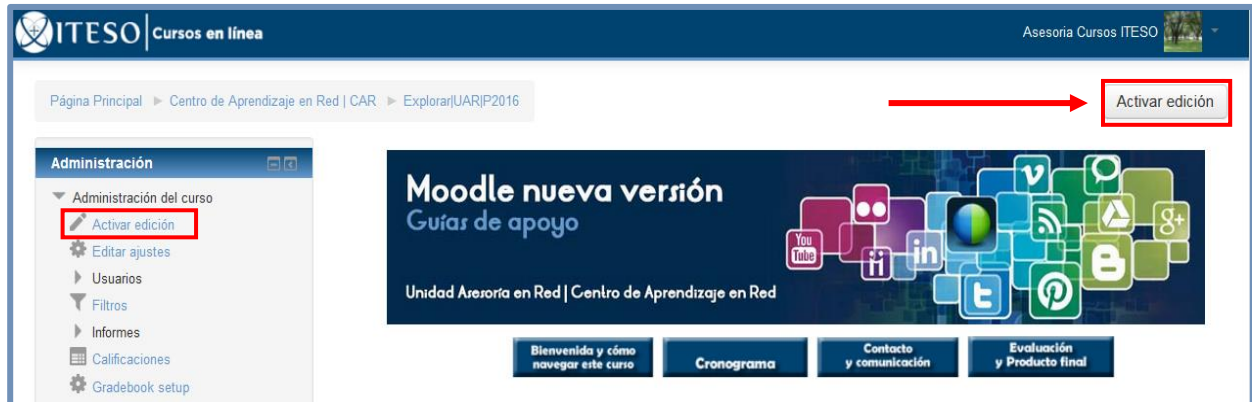 ITESO Cursos en línea
Asesoria Cursos ITESO
Página Principal Centro de Aprendizaje en Red | CAR Explorar|UAR|P2016
Activar edición
Administración
Administración del curso
Activar edición
Editar ajustes
Usuarios
Filtros
Informes
Calificaciones
Gradebook setup
Moodle nueva versión
Guías de apoyo
Unidad Asesoría en Red | Centro de Aprendizaje en Red
You
Tube
in
g+
Bienvenida y cómo
navegar este curso
Cronograma
Contacto
y comunicación
Evaluación
y Producto final